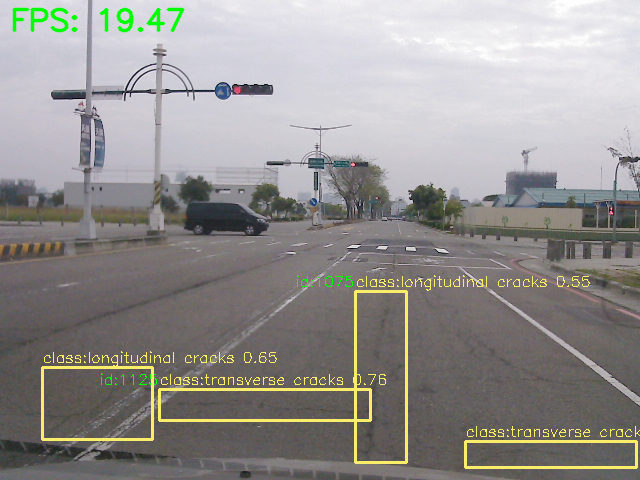 FPS: 19.47
id:1075 class:longitudinal cracks 0.55
class:longitudinal cracks 0.65
id:1125 class:transverse cracks 0.76
class:transverse crack